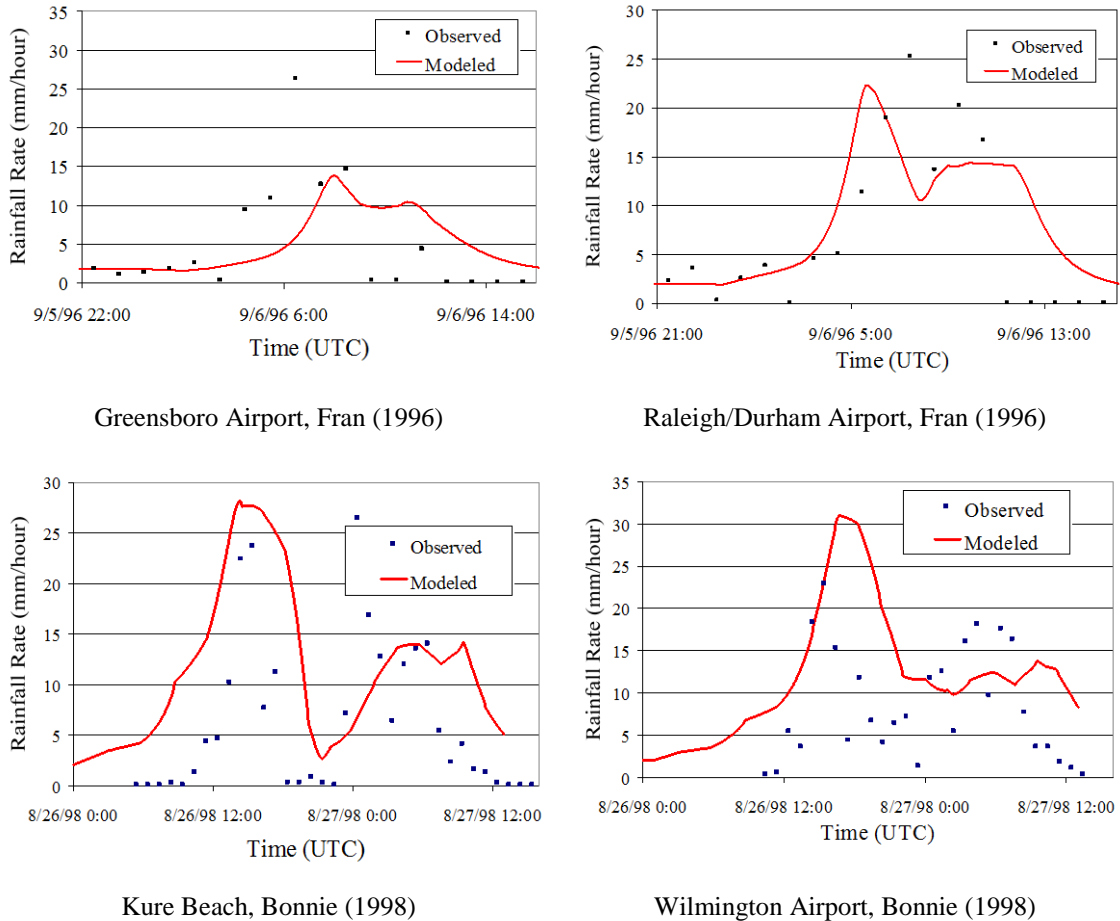 35
30
25
20
15
10
5
0
Rainfall Rate (mm/hour)
Observed
Modeled
9/5/96 22:00
9/6/96 6:00
9/6/96 14:00
Time (UTC)
Greensboro Airport, Fran (1996)
30
25
20
15
10
5
0
Rainfall Rate (mm/hour)
Observed
Modeled
9/5/96 21:00
9/6/96 5:00
9/6/96 13:00
Time (UTC)
Raleigh/Durham Airport, Fran (1996)
30
25
20
15
10
5
0
Rainfall Rate (mm/hour)
Observed
Modeled
8/26/98 0:00
8/26/98 12:00
8/27/98 0:00
8/27/98 12:00
Time (UTC)
Kure Beach, Bonnie (1998)
35
30
25
20
15
10
5
0
Rainfall Rate (mm/hour)
Observed
Modeled
8/26/98 0:00
8/26/98 12:00
8/27/98 0:00
8/27/98 12:00
Time (UTC)
Wilmington Airport, Bonnie (1998)